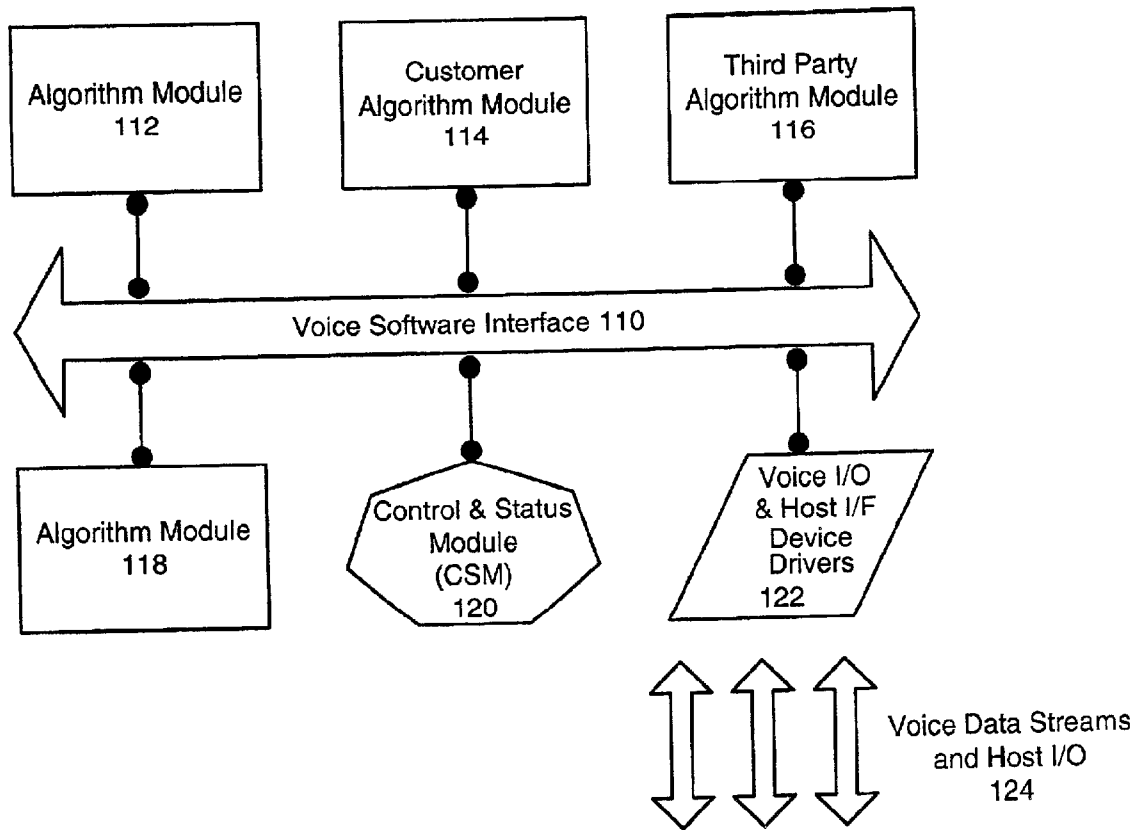 Algorithm Module
112
Customer
Algorithm Module
114
Third Party
Algorithm Module
116
Voice Software Interface 110
Algorithm Module
118
Control & Status
Module
(CSM)
120
Voice I/O
& Host I/F
Device
Drivers
122
Voice Data Streams
and Host I/O
124